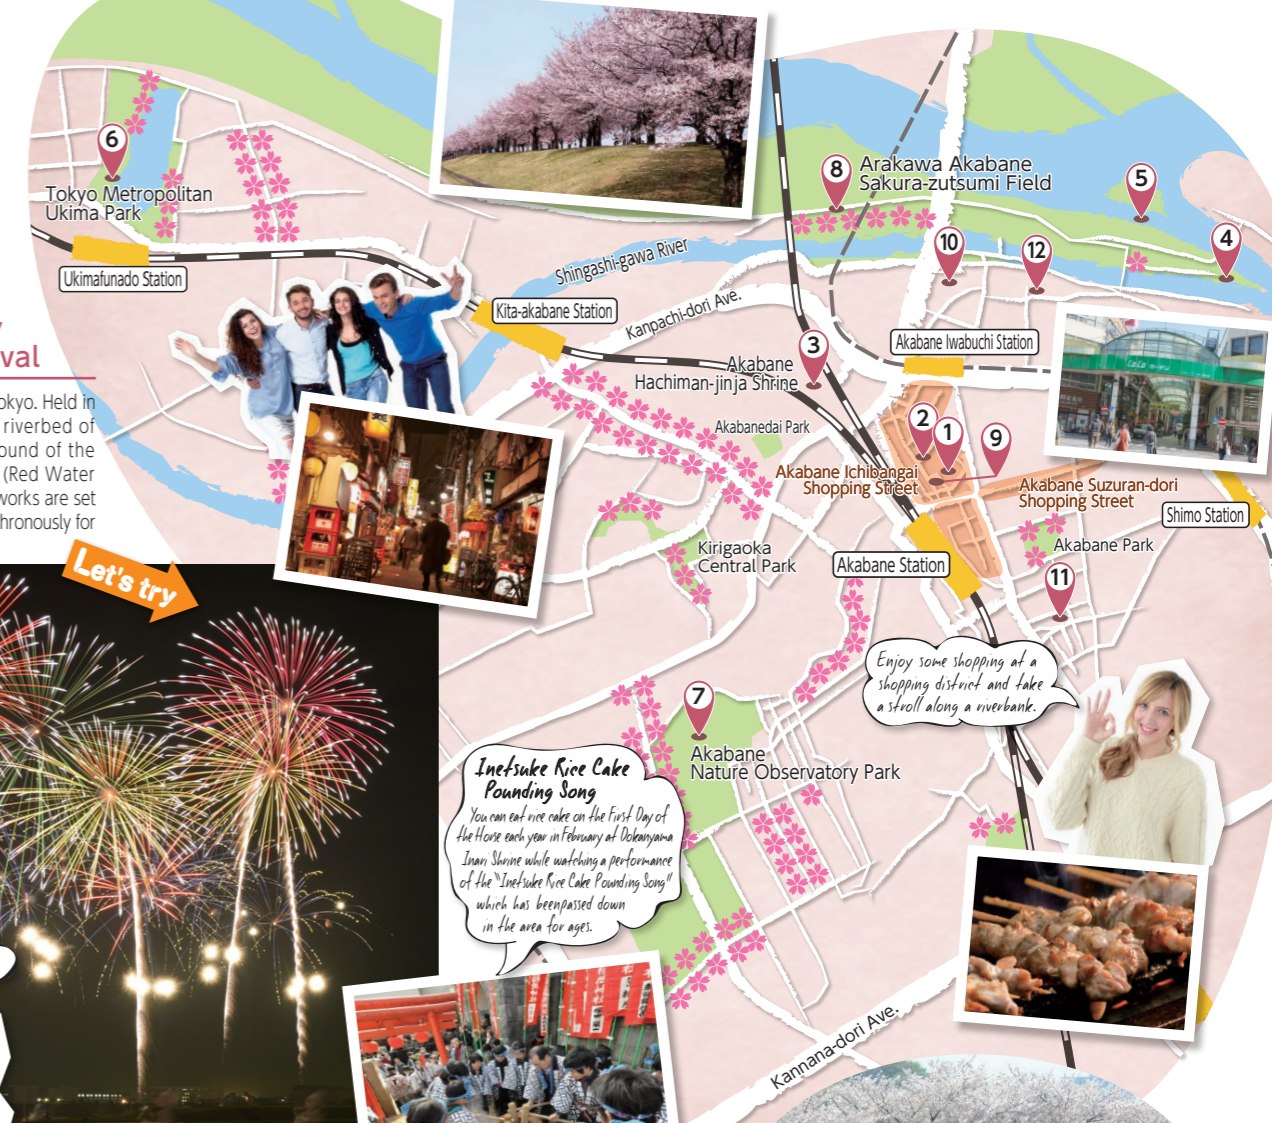 6
Tokyo Metropolitan
Ukima Park
Ukimafunado Station
8
Arakawa Akabane
Sakura-zutsumi Field
5
4
10
12
Shingashi-gawa River
Kita-akabane Station
Kanpachi-dori Ave.
Akabane Iwabuchi Station
3
Akabane
Hachiman-jinja Shrine
val
okyo. Held in
riverbed of
ound of the
(Red Water
works are set
hronously for
Let's try
Akabanedai Park
2
1
9
Akabane Ichibangai
Shopping Street
Akabane Suzuran-dori
Shopping Street
Shimo Station
Akabane Park
Kirigaoka
Central Park
Akabane Station
11
Enjoy some shopping at a
shopping district and take
a stroll along a riverbank.
7
Akabane
Nature Observatory Park
Inetsuke Rice Cake
Pounding Song
You can eat rice cake on the First Day of
the Horse each year in February at Dokanyama
Inari Shrine while watching a performance
of the "Inetsuke Rice Cake Pounding Song"
which has beenpassed down
in the area for ages.
Kannana-dori Ave.
LaLa